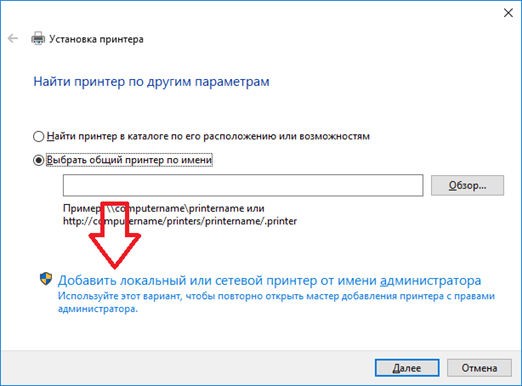 Установка принтера
Найти принтер по другим параметрам
Найти принтер в каталоге по его расположению или возможностям
Выбрать общий принтер по имени
Обзор...
Пример: \\computername\printername или
http://computername/printers/printername/.printer
Добавить локальный или сетевой принтер от имени администратора
Используйте этот вариант, чтобы повторно открыть мастер добавления принтера с правами
администратора.
Далее
Отмена